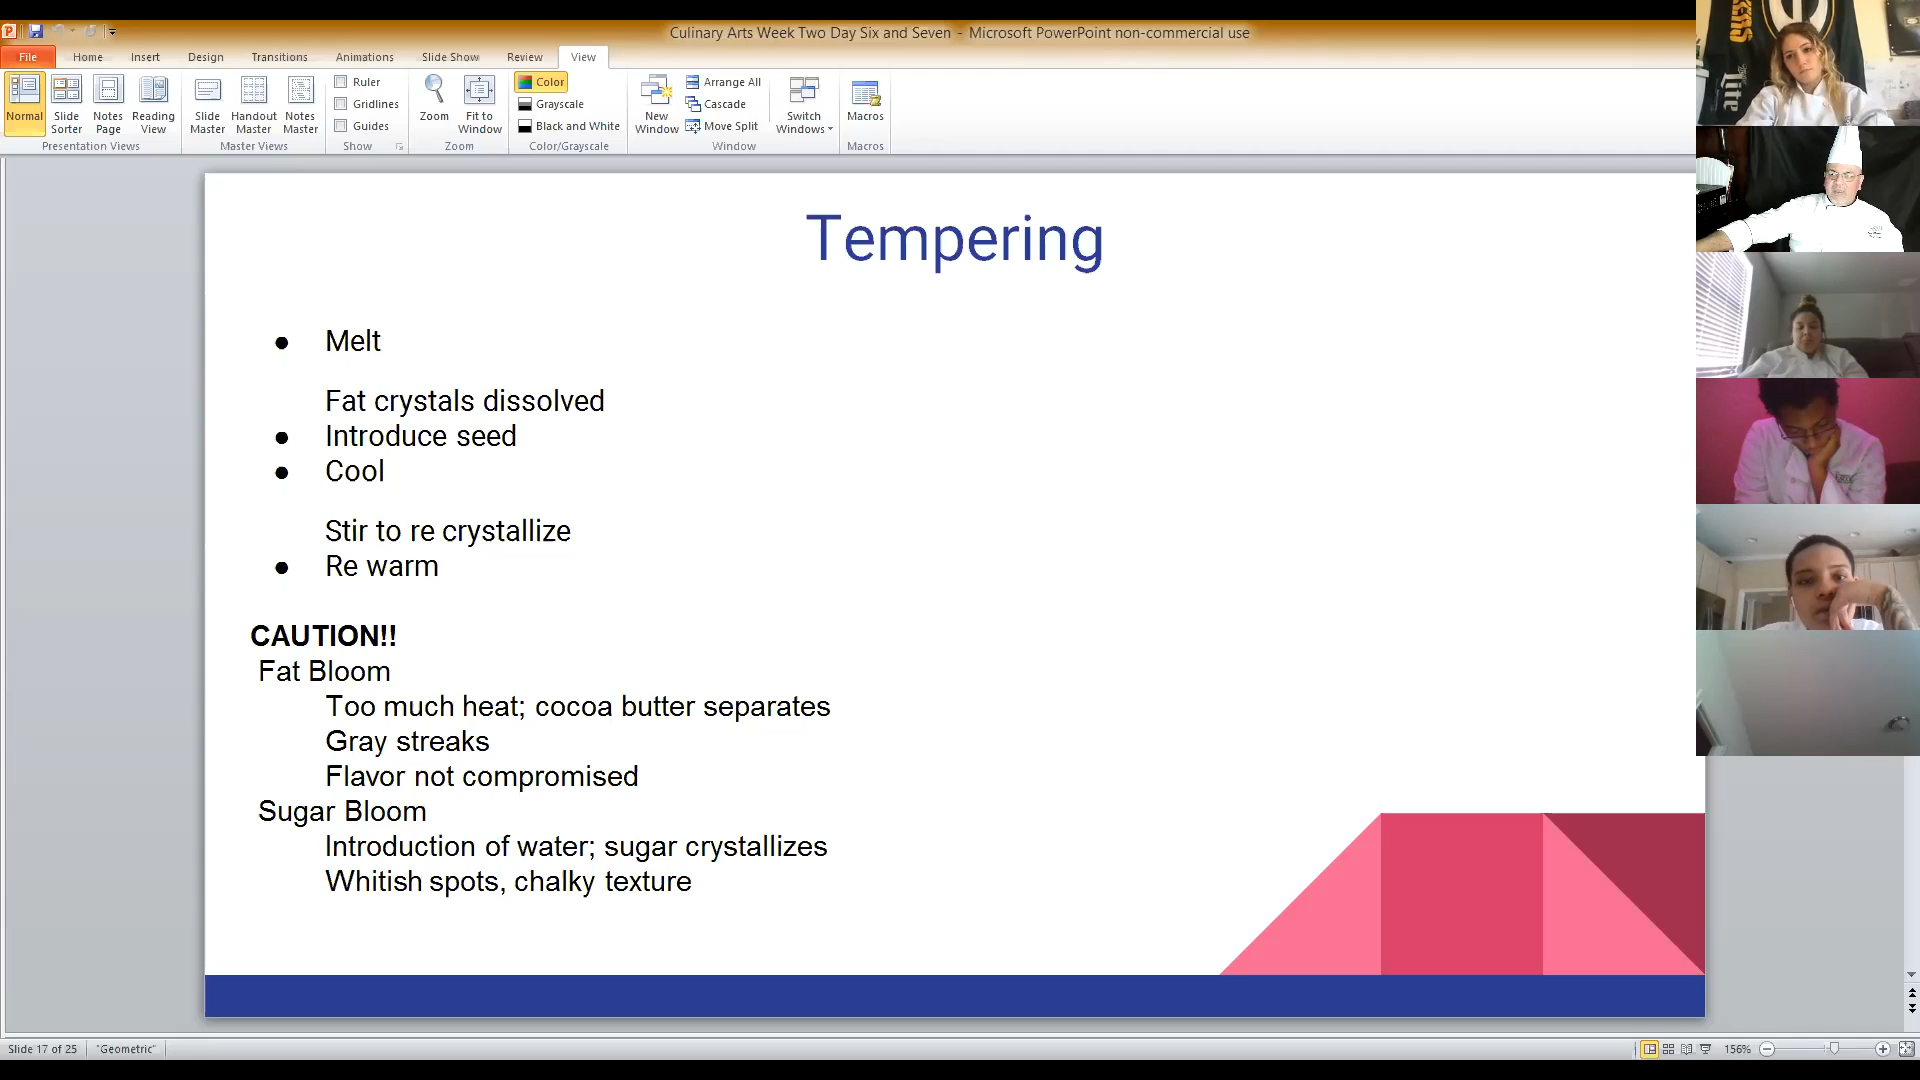 Culinary Arts Week Two Day Six and Seven - Microsoft PowerPoint non-commercial use
File Home Insert Design Transitions Animations Slide Show Review View
Normal Slide Sorter Notes Page Reading View
Presentation Views
Slide Master Handout Master Notes Master
Master Views
Ruler
Gridlines
Guides
Show
Zoom Fit to Window
Zoom
Color
Grayscale
Black and White
Color/Grayscale
New Window
Arrange All
Cascade
Move Split
Switch Windows
Window
Macros
Macros
Tempering
● Melt
Fat crystals dissolved
● Introduce seed
● Cool
Stir to re crystallize
● Re warm
CAUTION!!
Fat Bloom
Too much heat; cocoa butter separates
Gray streaks
Flavor not compromised
Sugar Bloom
Introduction of water; sugar crystallizes
Whitish spots, chalky texture
Slide 17 of 25 "Geometric" 156%
KERS
Lite